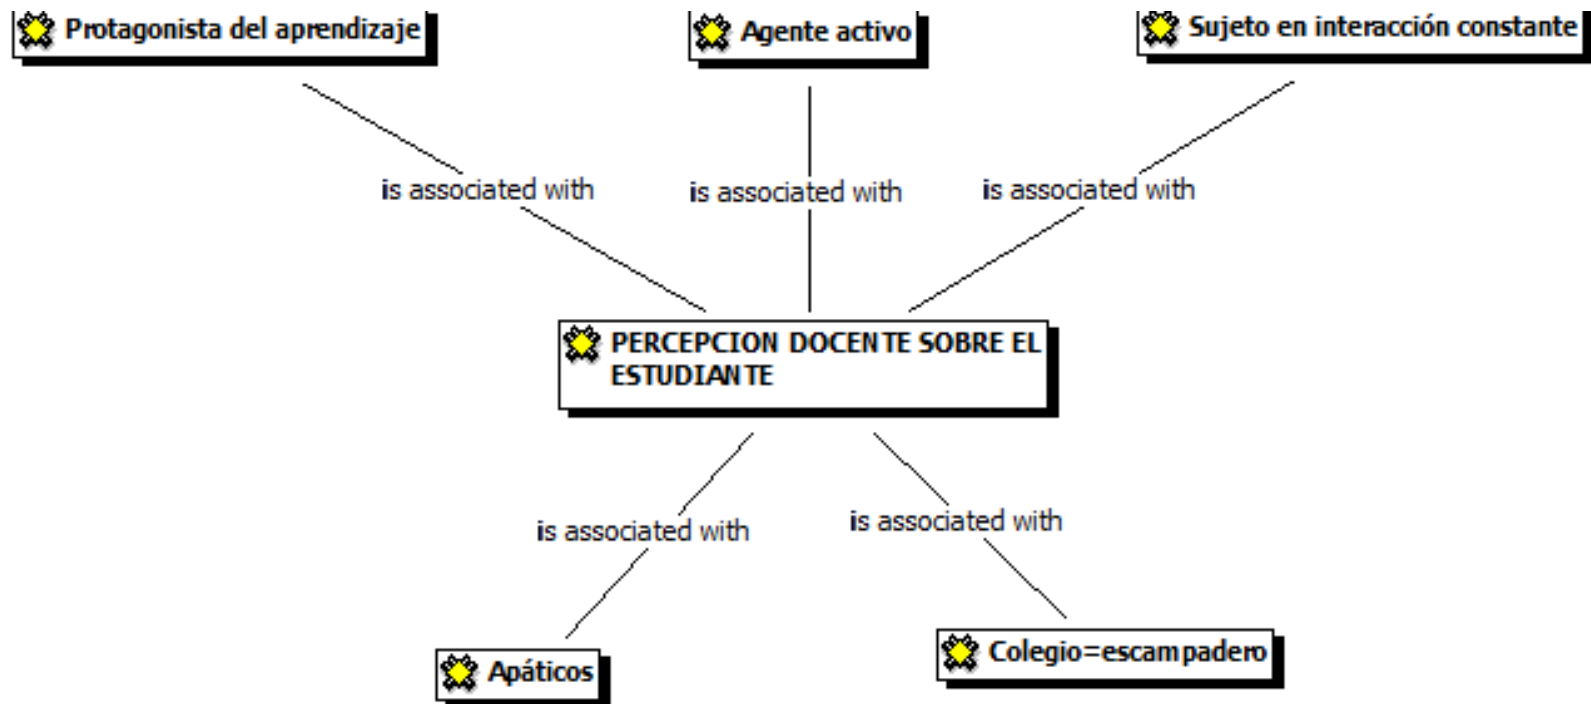 Protagonista del aprendizaje
Agente activo
Sujeto en interacción constante
is associated with
is associated with
is associated with
PERCEPCION DOCENTE SOBRE EL
ESTUDIANTE
is associated with
is associated with
Apáticos
Colegio=escampadero